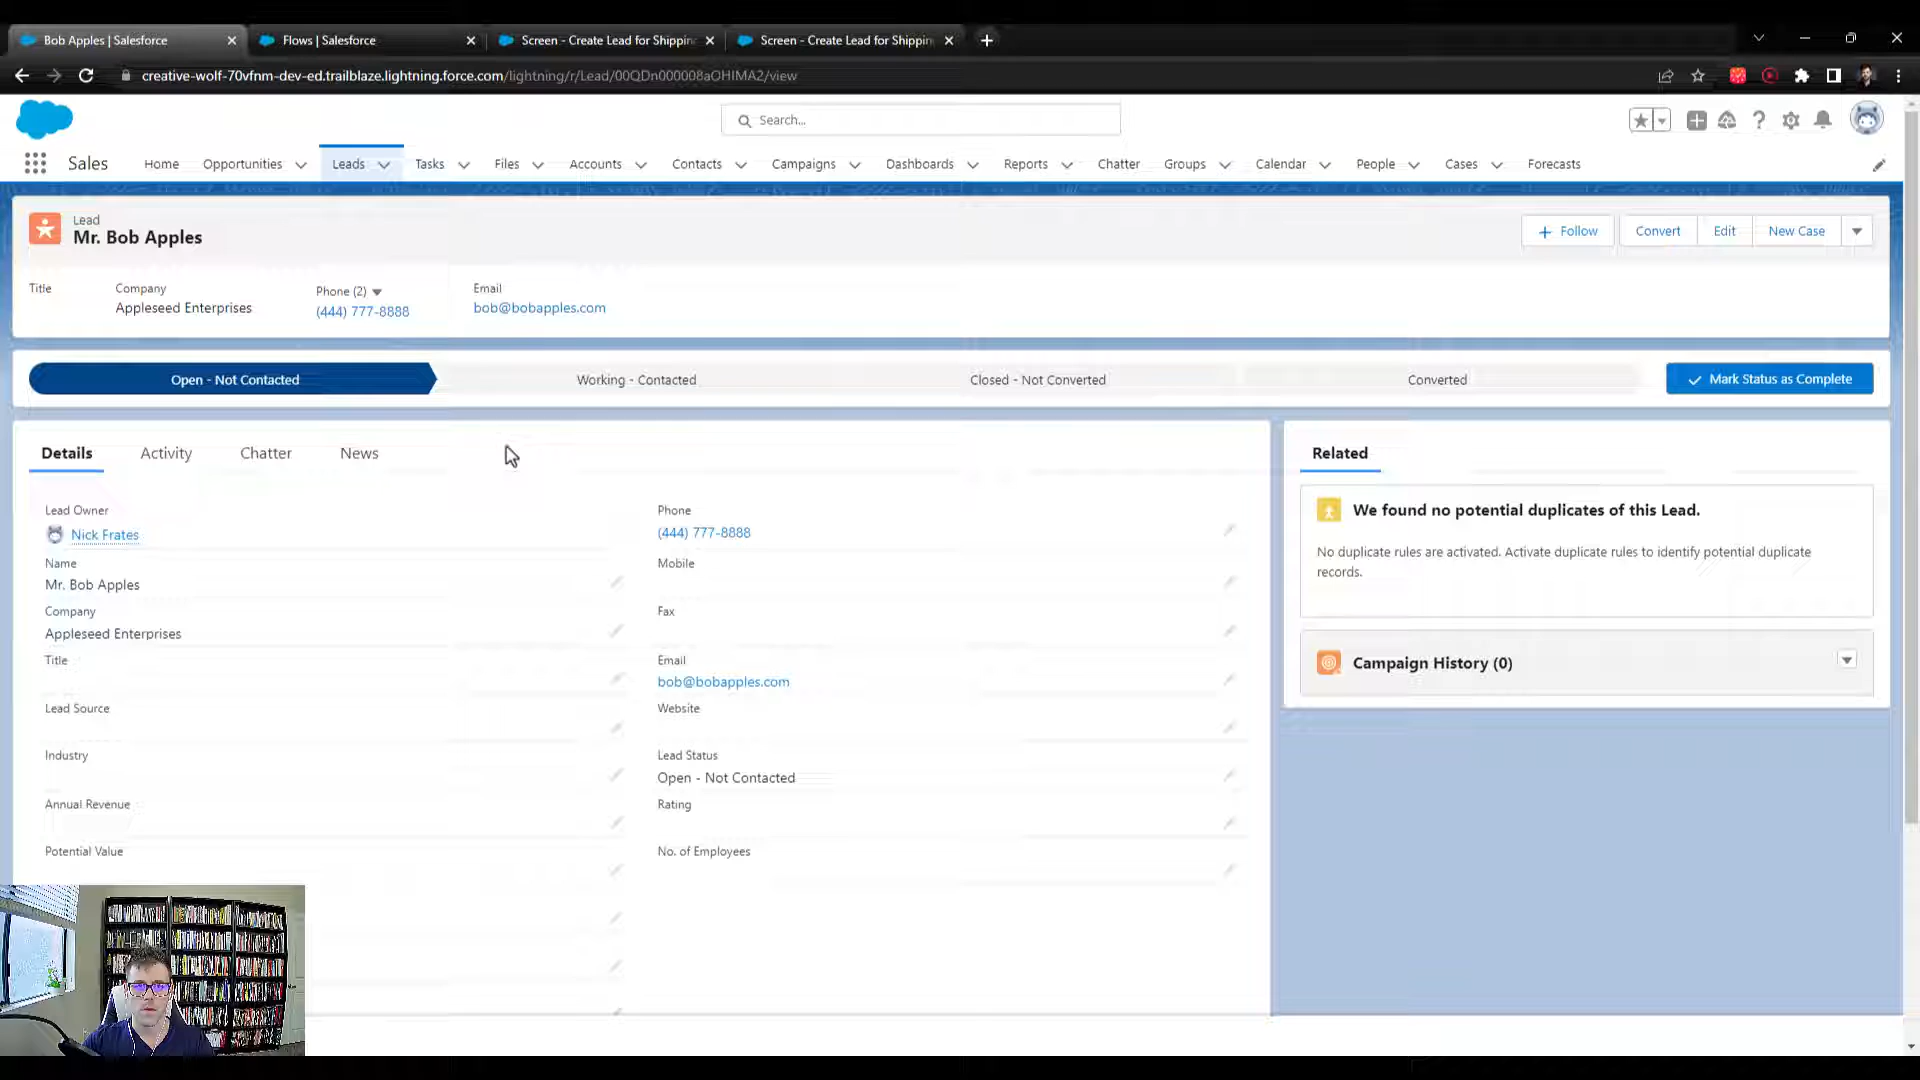 Bob Apples | Salesforce
Flows | Salesforce
Screen - Create Lead for Shippin
Screen - Create Lead for Shippin
creative-wolf-70vfnm-dev-ed.trailblaze.lightning.force.com/lightning/r/Lead/00QDn000008aOHIMA2/view
Search...
Sales
Home
Opportunities
Leads
Tasks
Files
Accounts
Contacts
Campaigns
Dashboards
Reports
Chatter
Groups
Calendar
People
Cases
Forecasts
Lead
Mr. Bob Apples
Follow
Convert
Edit
New Case
Title
Company
Appleseed Enterprises
Phone (2)
(444) 777-8888
Email
bob@bobapples.com
Open - Not Contacted
Working - Contacted
Closed - Not Converted
Converted
Mark Status as Complete
Details
Activity
Chatter
News
Lead Owner
Nick Frates
Name
Mr. Bob Apples
Company
Appleseed Enterprises
Title
Lead Source
Industry
Annual Revenue
Potential Value
Phone
(444) 777-8888
Mobile
Fax
Email
bob@bobapples.com
Website
Lead Status
Open - Not Contacted
Rating
No. of Employees
Related
We found no potential duplicates of this Lead.
No duplicate rules are activated. Activate duplicate rules to identify potential duplicate
records.
Campaign History (0)